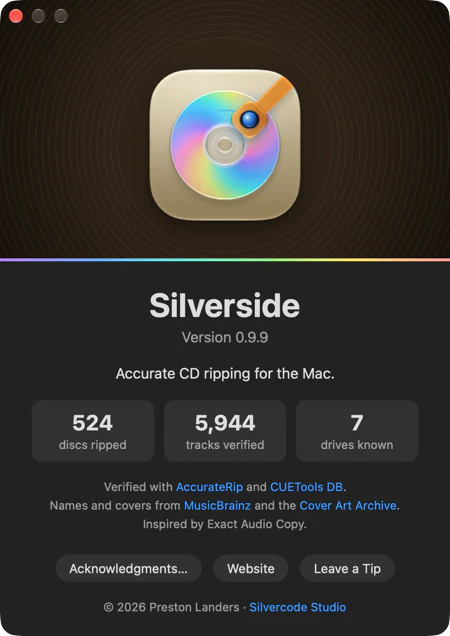 Silverside
Version 0.9.9
Accurate CD ripping for the Mac.
524 5,944 7
discs ripped tracks verified drives known
Verified with AccurateRip and CUETools DB.
Names and covers from MusicBrainz and the Cover Art Archive.
Inspired by Exact Audio Copy.
Acknowledgments... Website Leave a Tip
© 2026 Preston Landers · Silvercode Studio